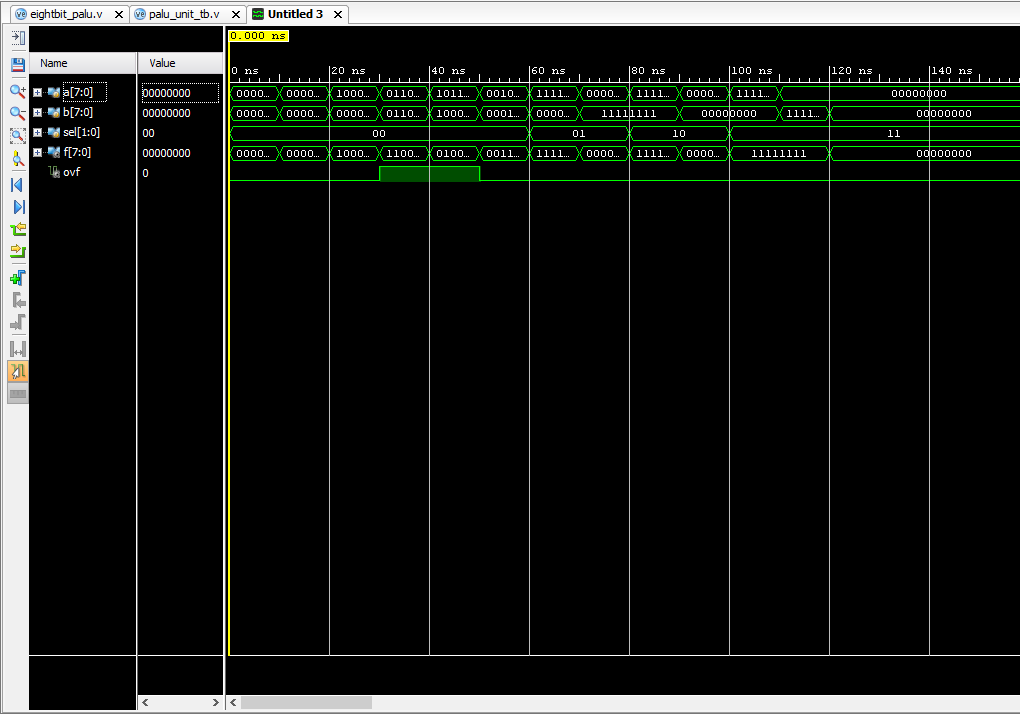 eightbit_palu.v palu_unit_tb.v Untitled 3
0.000 ns
Name Value
0 ns 20 ns 40 ns 60 ns 80 ns 100 ns 120 ns 140 ns
a[7:0] 00000000 0000... 0000... 1000... 0110... 1011... 0010... 1111... 0000... 1111... 0000... 1111... 00000000
b[7:0] 00000000 0000... 0000... 0000... 0110... 1000... 0001... 0000... 11111111 00000000 1111... 00000000
sel[1:0] 00 00 01 10 11
f[7:0] 00000000 0000... 0000... 1000... 1100... 0100... 0011... 1111... 0000... 1111... 0000... 11111111 00000000
ovf 0